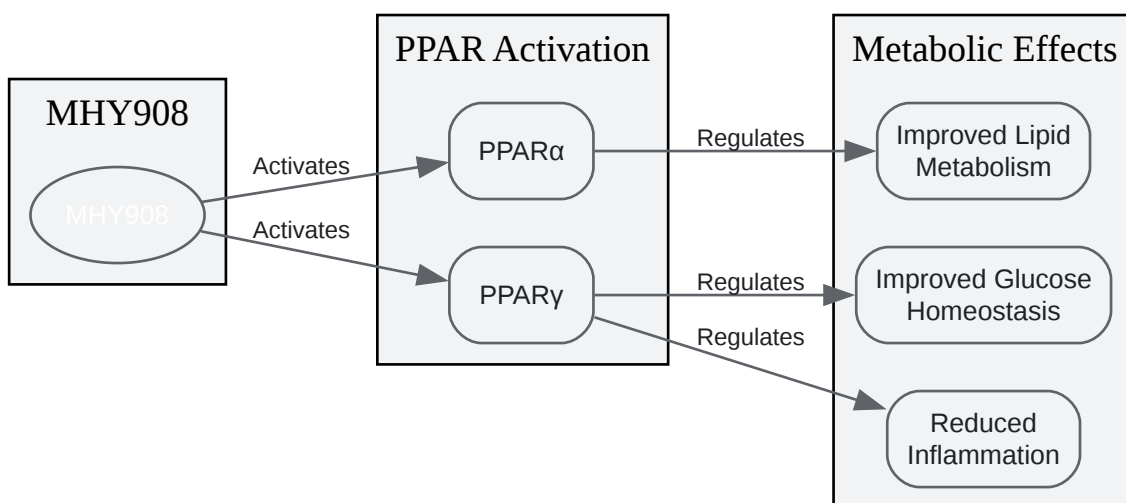 MHY908
MHY908
Activates
Activates
PPAR Activation
PPARα
PPARγ
Regulates
Regulates
Regulates
Metabolic Effects
Improved Lipid
Metabolism
Improved Glucose
Homeostasis
Reduced
Inflammation